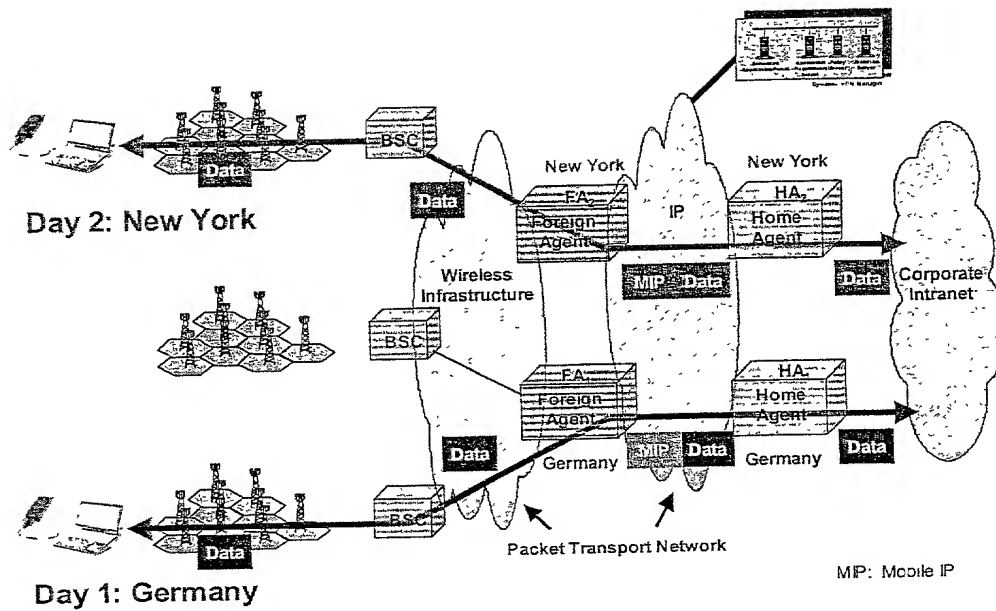 BSC
Data
Day 2: New York
Data
New York
FA2
Foreign
Agent
IP
New York
HA2
Home
Agent
MIP Data
Data
Corporate
Intranet
Wireless
Infrastructure
BSC
FA
Foreign
Agent
HA
Home
Agent
Data
Germany
MIP Data
Germany
Data
BSC
Data
Packet Transport Network
Day 1: Germany
MIP: Mobile IP